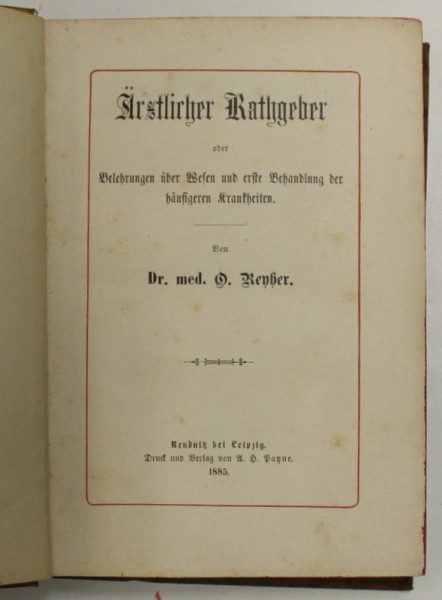 Ärztlicher Rathgeber
oder
Belehrungen über Wesen und erste Behandlung der
häufigeren Krankheiten.
Von
Dr. med. O. Reyher.
Reudnitz bei Leipzig.
Druck und Verlag von A. H. Payne.
1885.